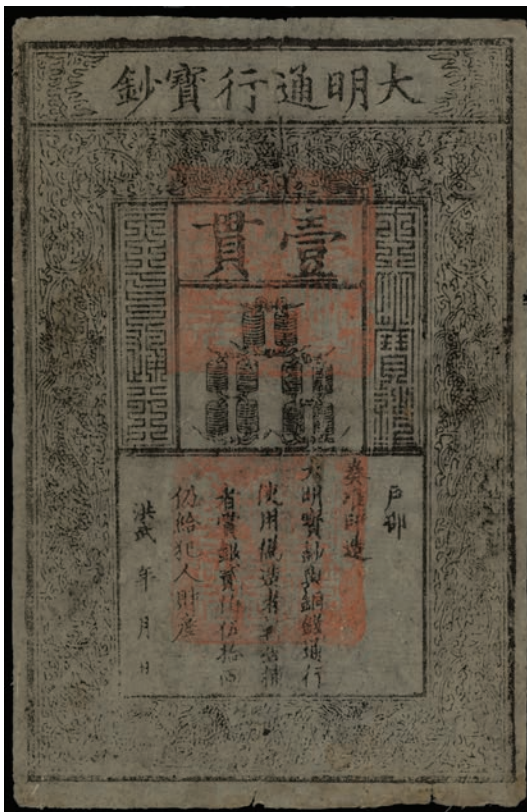 大明通行寶鈔
壹貫
戶部
奏准印造
大明寶鈔與銅錢通行
使用偽造者斬告捕
者賞銀貳伯伍拾兩
仍給犯人財產
洪武 年 月 日